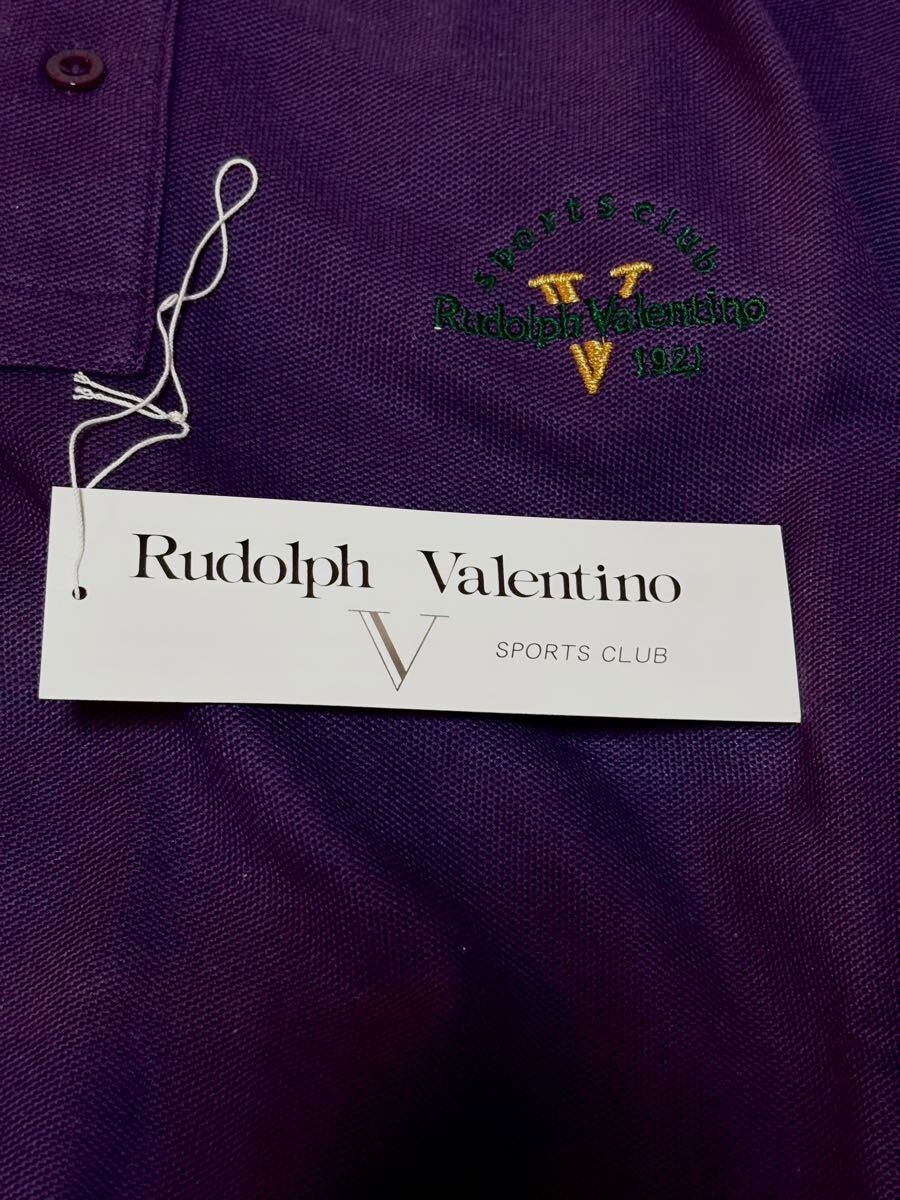 sports club
V
Rudolph Valentino
1921
Rudolph Valentino
V
SPORTS CLUB